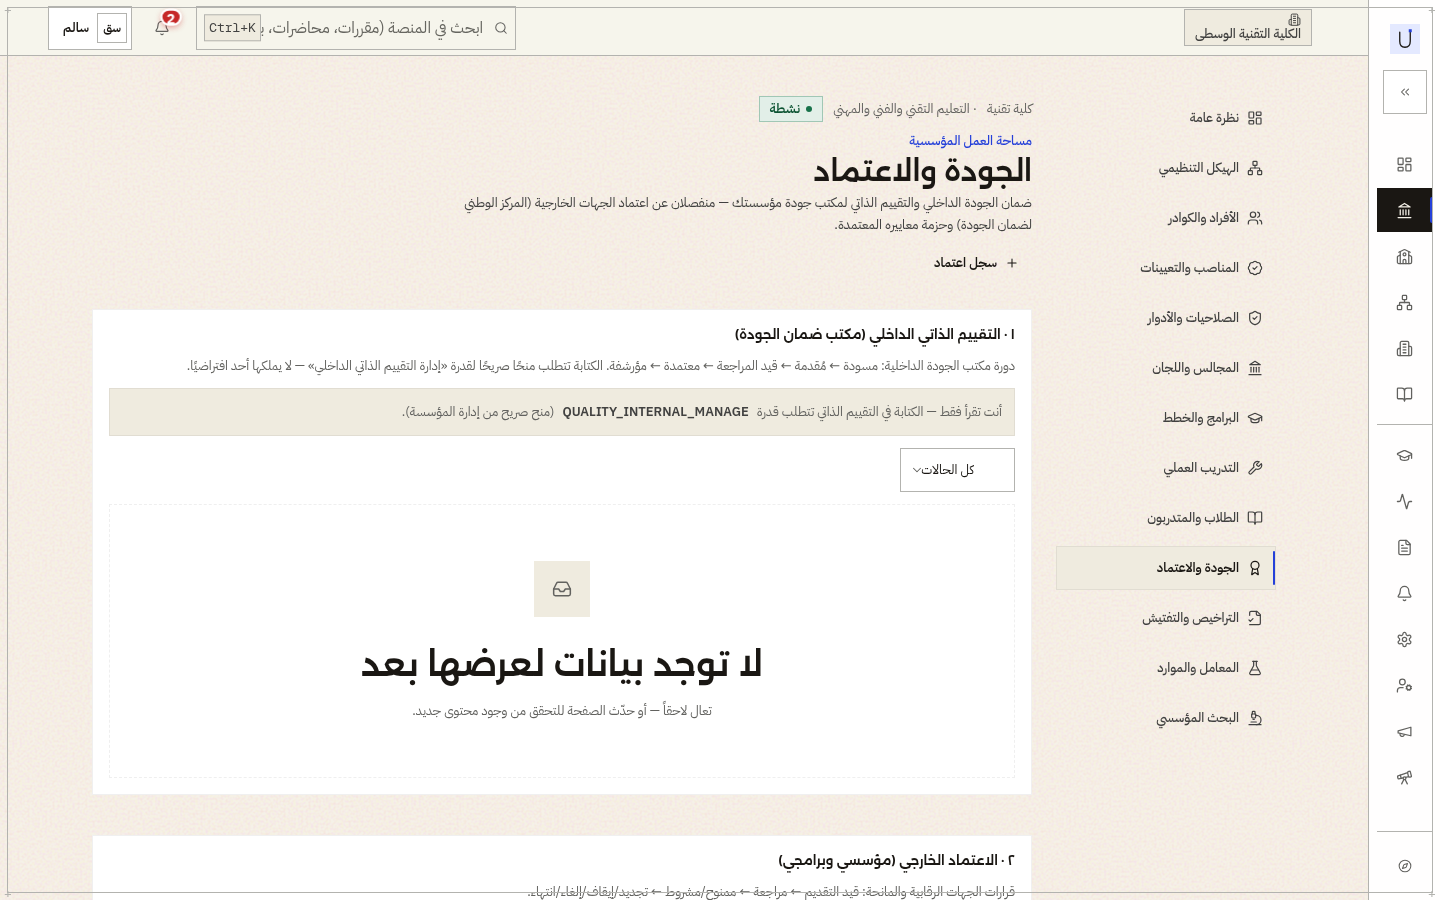 الكلية التقنية الوسطى
ابحث في المنصة (مقررات، محاضرات، ب
Ctrl+K
2
سق
سالم
نظرة عامة
الهيكل التنظيمي
الأفراد والكوادر
المناصب والتعيينات
الصلاحيات والأدوار
المجالس واللجان
البرامج والخطط
التدريب العملي
الطلاب والمتدربون
الجودة والاعتماد
التراخيص والتفتيش
المعامل والموارد
البحث المؤسسي
كلية تقنية · التعليم التقني والفني والمهني
نشطة
مساحة العمل المؤسسية
الجودة والاعتماد
ضمان الجودة الداخلي والتقييم الذاتي لمكتب جودة مؤسستك — منفصلان عن اعتماد الجهات الخارجية (المركز الوطني
لضمان الجودة) وحزمة معاييره المعتمدة.
+ سجل اعتماد
١ · التقييم الذاتي الداخلي (مكتب ضمان الجودة)
دورة مكتب الجودة الداخلية: مسودة ← مُقدمة ← قيد المراجعة ← معتمدة ← مؤرشفة. الكتابة تتطلب منحًا صريحًا لقدرة «إدارة التقييم الذاتي الداخلي» — لا يملكها أحد افتراضيًا.
أنت تقرأ فقط — الكتابة في التقييم الذاتي تتطلب قدرة QUALITY_INTERNAL_MANAGE (منح صريح من إدارة المؤسسة).
كل الحالات
لا توجد بيانات لعرضها بعد
تعال لاحقاً — أو حدّث الصفحة للتحقق من وجود محتوى جديد.
٢ · الاعتماد الخارجي (مؤسسي وبرامجي)
قرارات الجهات الرقابية والمانحة: قيد التقديم ← مراجعة ← ممنوح/مشروط ← تجديد/إيقاف/إلغاء/انتهاء.